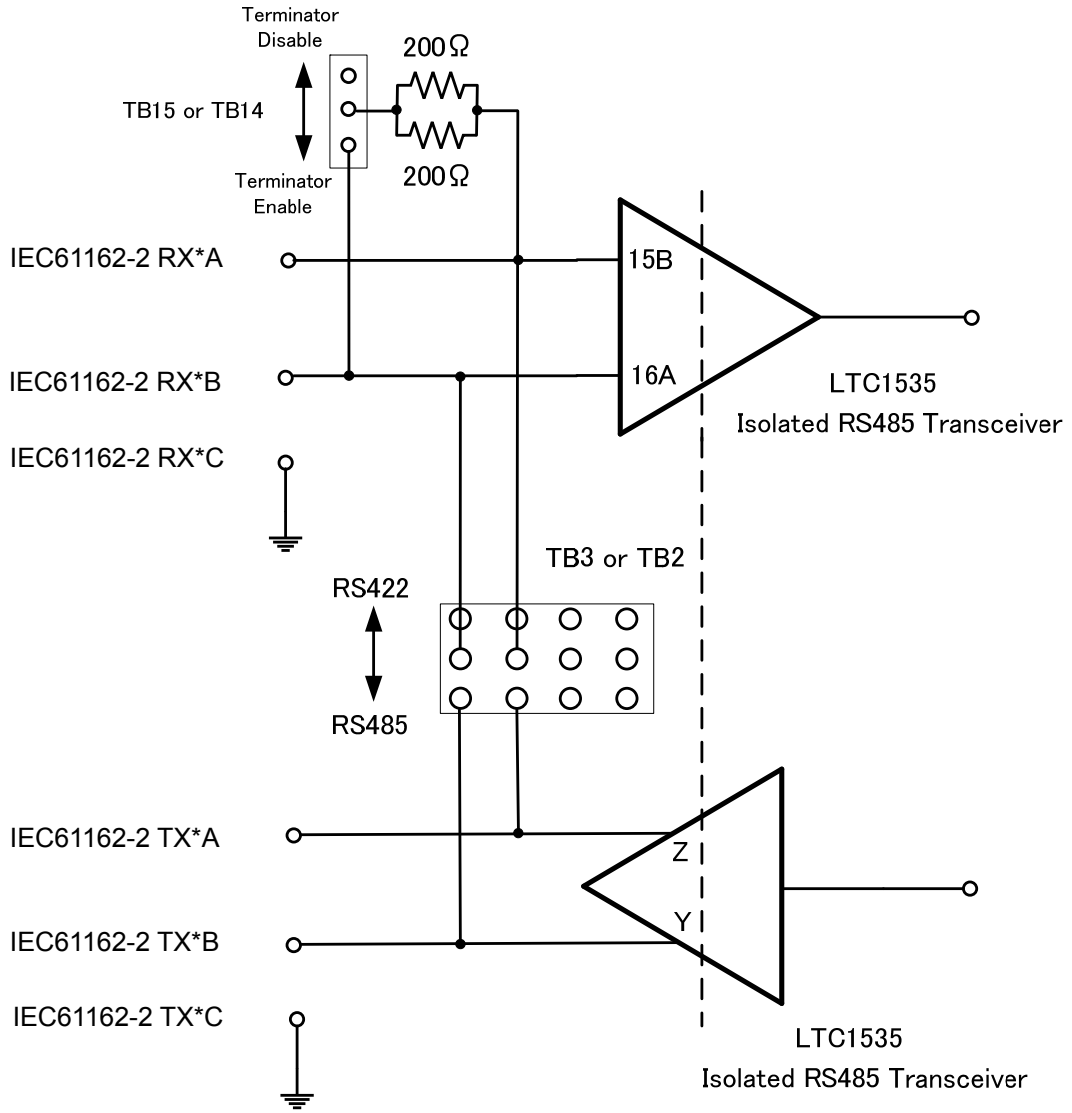 Terminator
Disable
200Ω
TB15 or TB14
200Ω
Terminator
Enable
IEC61162-2 RX*A
15B
IEC61162-2 RX*B
16A
LTC1535
Isolated RS485 Transceiver
IEC61162-2 RX*C
TB3 or TB2
RS422
RS485
IEC61162-2 TX*A
Z
Y
IEC61162-2 TX*B
IEC61162-2 TX*C
LTC1535
Isolated RS485 Transceiver